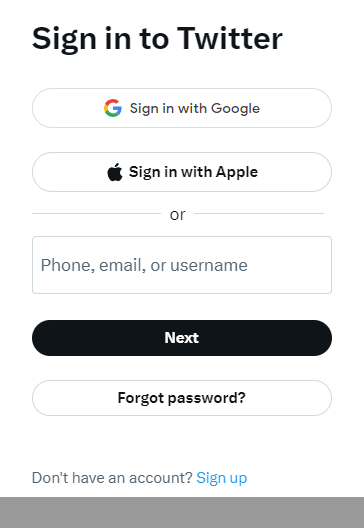 Sign in to Twitter
Sign in with Google
Sign in with Apple
or
Phone, email, or username
Next
Forgot password?
Don't have an account? Sign up